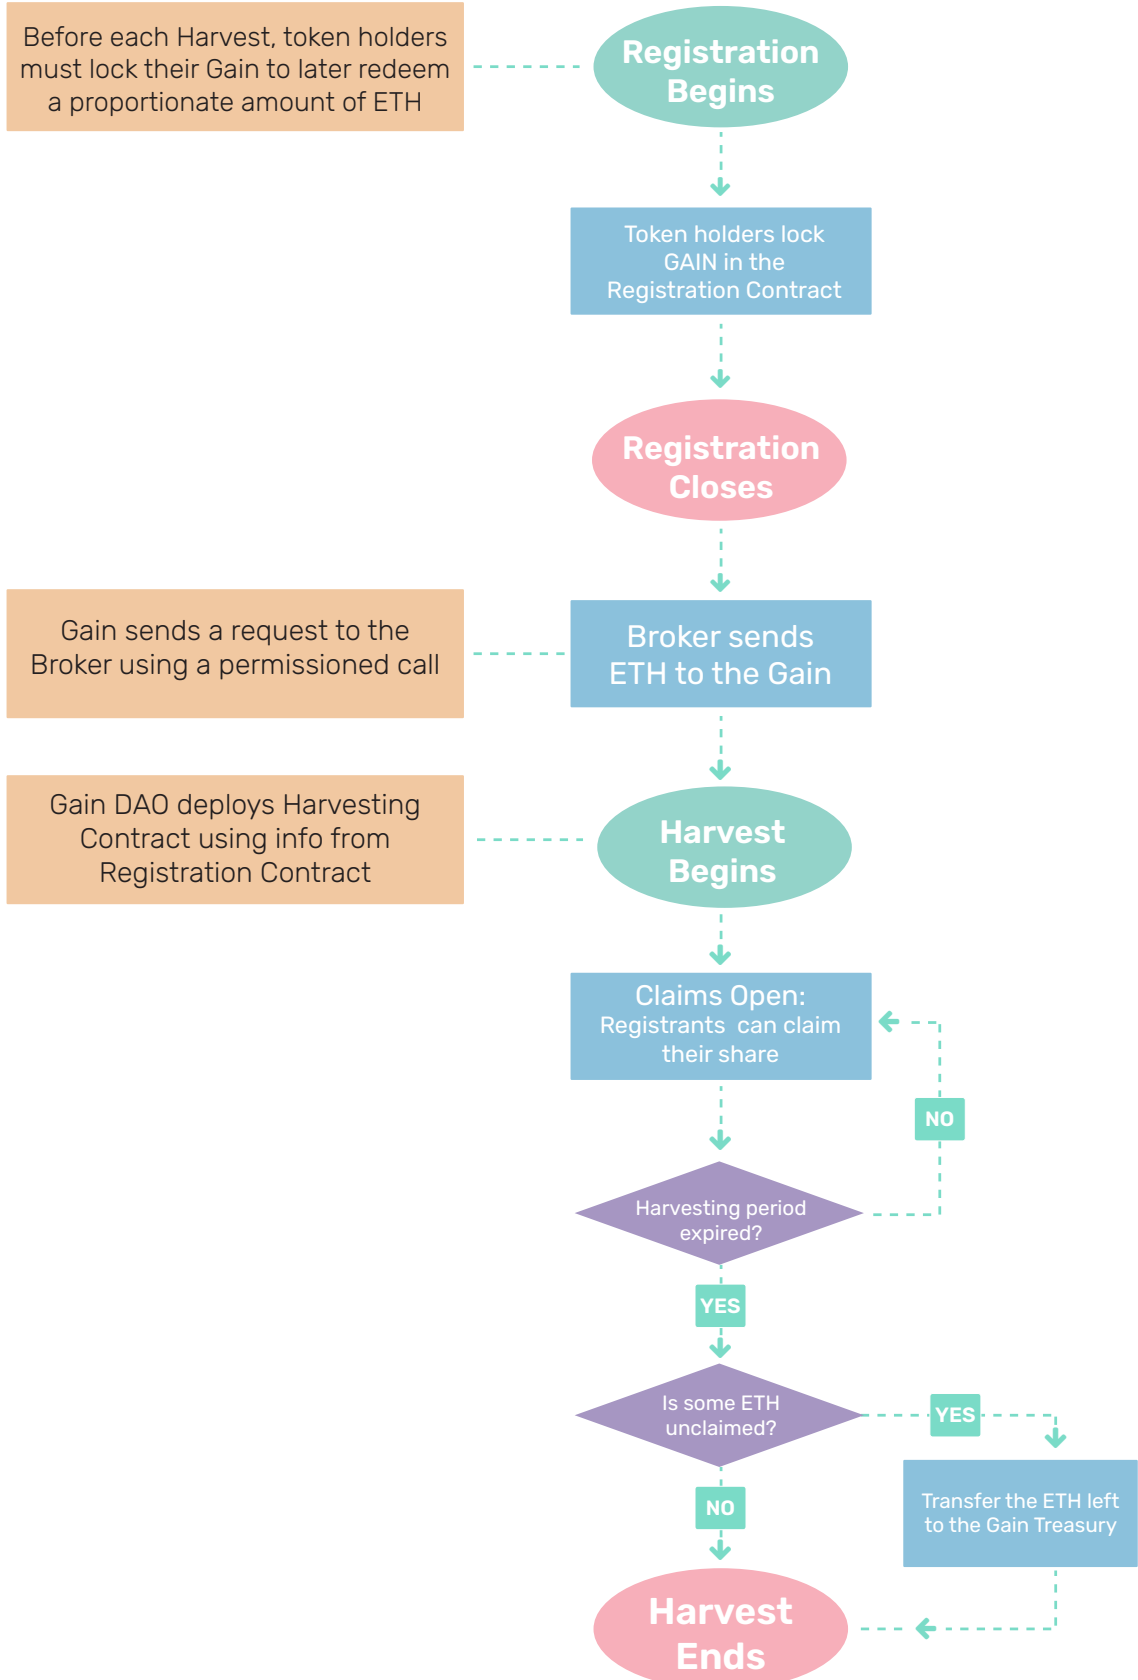 Before each Harvest, token holders
must lock their Gain to later redeem
a proportionate amount of ETH
Registration
Begins
Token holders lock
GAIN in the
Registration Contract
Registration
Closes
Gain sends a request to the
Broker using a permissioned call
Broker sends
ETH to the Gain
Gain DAO deploys Harvesting
Contract using info from
Registration Contract
Harvest
Begins
Claims Open:
Registrants can claim
their share
NO
Harvesting period
expired?
YES
Is some ETH
unclaimed?
YES
Transfer the ETH left
to the Gain Treasury
NO
Harvest
Ends